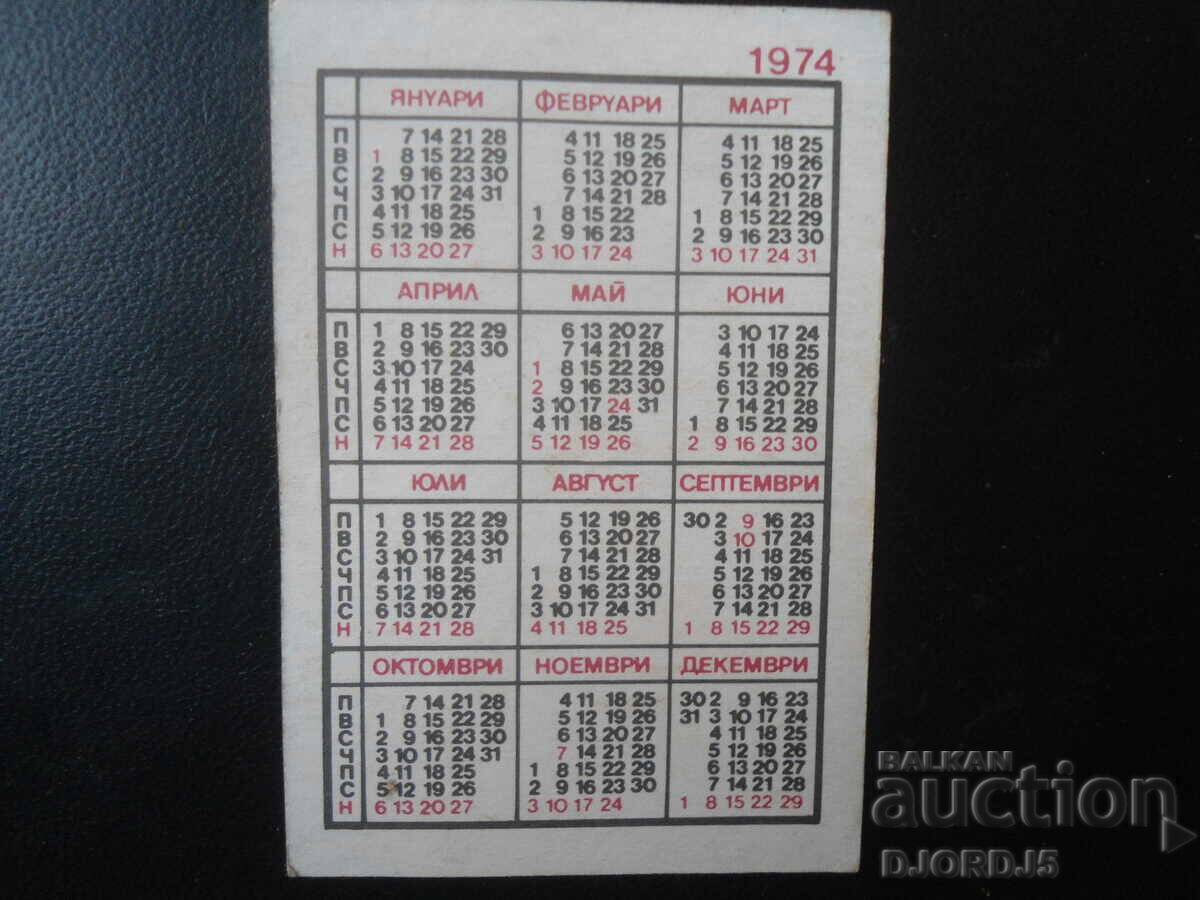 1974
ЯНУАРИ ФЕВРУАРИ МАРТ
П 7 14 21 28 4 11 18 25 4 11 18 25
В 1 8 15 22 29 5 12 19 26 5 12 19 26
С 2 9 16 23 30 6 13 20 27 6 13 20 27
Ч 3 10 17 24 31 7 14 21 28 7 14 21 28
П 4 11 18 25 1 8 15 22 1 8 15 22 29
С 5 12 19 26 2 9 16 23 2 9 16 23 30
Н 6 13 20 27 3 10 17 24 3 10 17 24 31
АПРИЛ МАЙ ЮНИ
П 1 8 15 22 29 6 13 20 27 3 10 17 24
В 2 9 16 23 30 7 14 21 28 4 11 18 25
С 3 10 17 24 1 8 15 22 29 5 12 19 26
Ч 4 11 18 25 2 9 16 23 30 6 13 20 27
П 5 12 19 26 3 10 17 24 31 7 14 21 28
С 6 13 20 27 4 11 18 25 1 8 15 22 29
Н 7 14 21 28 5 12 19 26 2 9 16 23 30
ЮЛИ АВГУСТ СЕПТЕМВРИ
П 1 8 15 22 29 5 12 19 26 30 2 9 16 23
В 2 9 16 23 30 6 13 20 27 3 10 17 24
С 3 10 17 24 31 7 14 21 28 4 11 18 25
Ч 4 11 18 25 1 8 15 22 29 5 12 19 26
П 5 12 19 26 2 9 16 23 30 6 13 20 27
С 6 13 20 27 3 10 17 24 31 7 14 21 28
Н 7 14 21 28 4 11 18 25 1 8 15 22 29
ОКТОМВРИ НОЕМВРИ ДЕКЕМВРИ
П 7 14 21 28 4 11 18 25 30 2 9 16 23
В 1 8 15 22 29 5 12 19 26 31 3 10 17 24
С 2 9 16 23 30 6 13 20 27 4 11 18 25
Ч 3 10 17 24 31 7 14 21 28 5 12 19 26
П 4 11 18 25 1 8 15 22 29 6 13 20 27
С 5 12 19 26 2 9 16 23 30 7 14 21 28
Н 6 13 20 27 3 10 17 24 1 8 15 22 29
BALKAN
auction
DJORDJ5